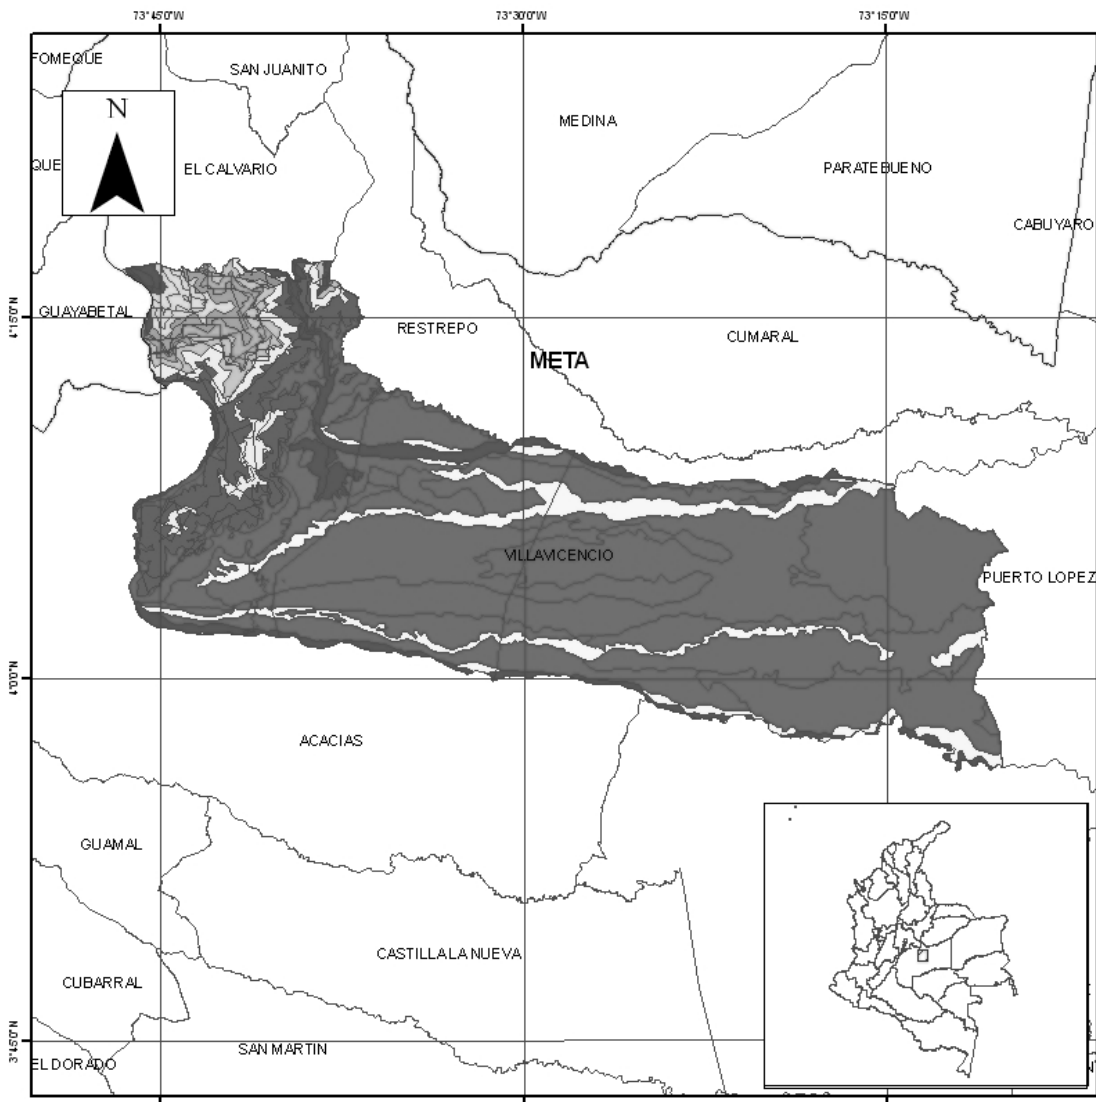 73°45'0"W
73°30'0"W
73°15'0"W
FOMEQUE
SAN JUANITO
N
MEDINA
QUE
EL CALVARIO
PARATEBUENO
CABUYARO
4°15'0"N
GUAYABETAL
RESTREPO
CUMARAL
META
VILLAVICENCIO
PUERTO LOPEZ
4°0'0"N
ACACIAS
GUAMAL
CASTILLA LA NUEVA
CUBARRAL
3°45'0"N
SAN MARTIN
EL DORADO